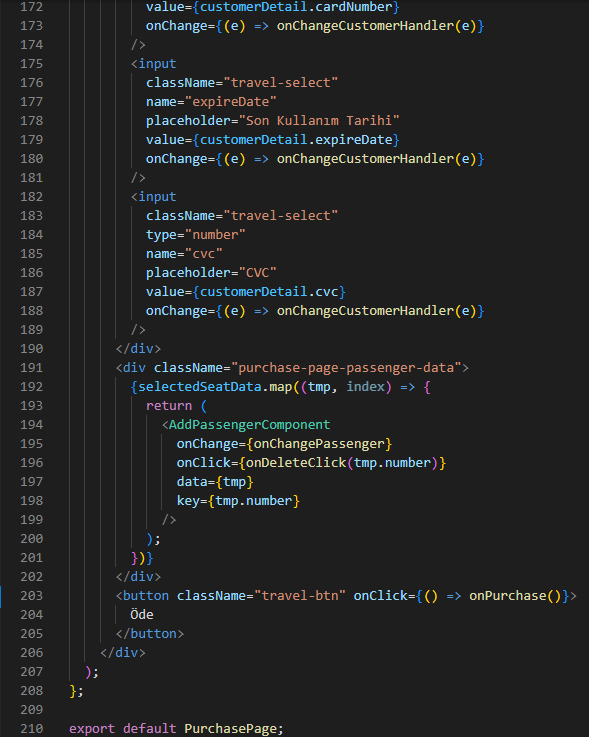 172 value={customerDetail.cardNumber}
173 onChange={(e) => onChangeCustomerHandler(e)}
174 />
175 <input
176 className="travel-select"
177 name="expireDate"
178 placeholder="Son Kullanım Tarihi"
179 value={customerDetail.expireDate}
180 onChange={(e) => onChangeCustomerHandler(e)}
181 />
182 <input
183 className="travel-select"
184 type="number"
185 name="cvc"
186 placeholder="CVC"
187 value={customerDetail.cvc}
188 onChange={(e) => onChangeCustomerHandler(e)}
189 />
190 </div>
191 <div className="purchase-page-passenger-data">
192 {selectedSeatData.map((tmp, index) => {
193 return (
194 <AddPassengerComponent
195 onChange={onChangePassenger}
196 onClick={onDeleteClick(tmp.number)}
197 data={tmp}
198 key={tmp.number}
199 />
200 );
201 })}
202 </div>
203 <button className="travel-btn" onClick={() => onPurchase()}>
204 Öde
205 </button>
206 </div>
207 );
208 };
209
210 export default PurchasePage;